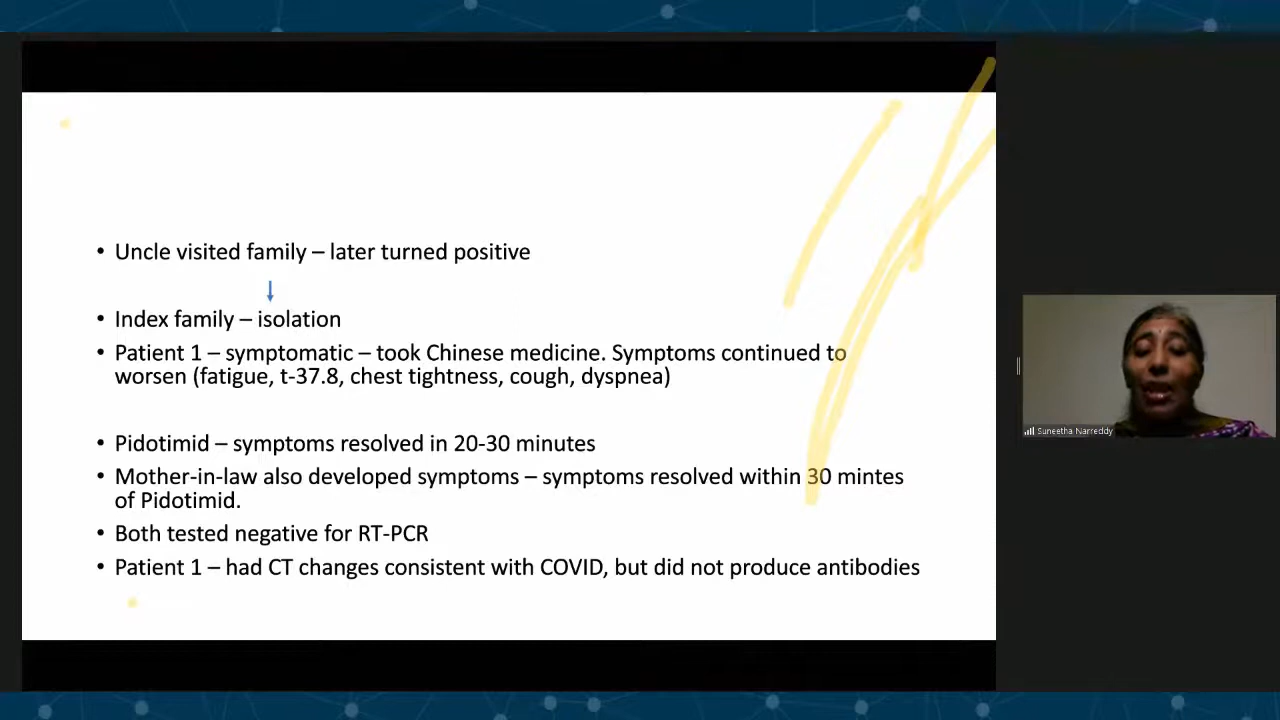 • Uncle visited family – later turned positive
• Index family – isolation
• Patient 1 – symptomatic – took Chinese medicine. Symptoms continued to
worsen (fatigue, t-37.8, chest tightness, cough, dyspnea)
• Pidotimid – symptoms resolved in 20-30 minutes
• Mother-in-law also developed symptoms – symptoms resolved within 30 mintes
of Pidotimid.
• Both tested negative for RT-PCR
• Patient 1 – had CT changes consistent with COVID, but did not produce antibodies
Suneetha Narreddy